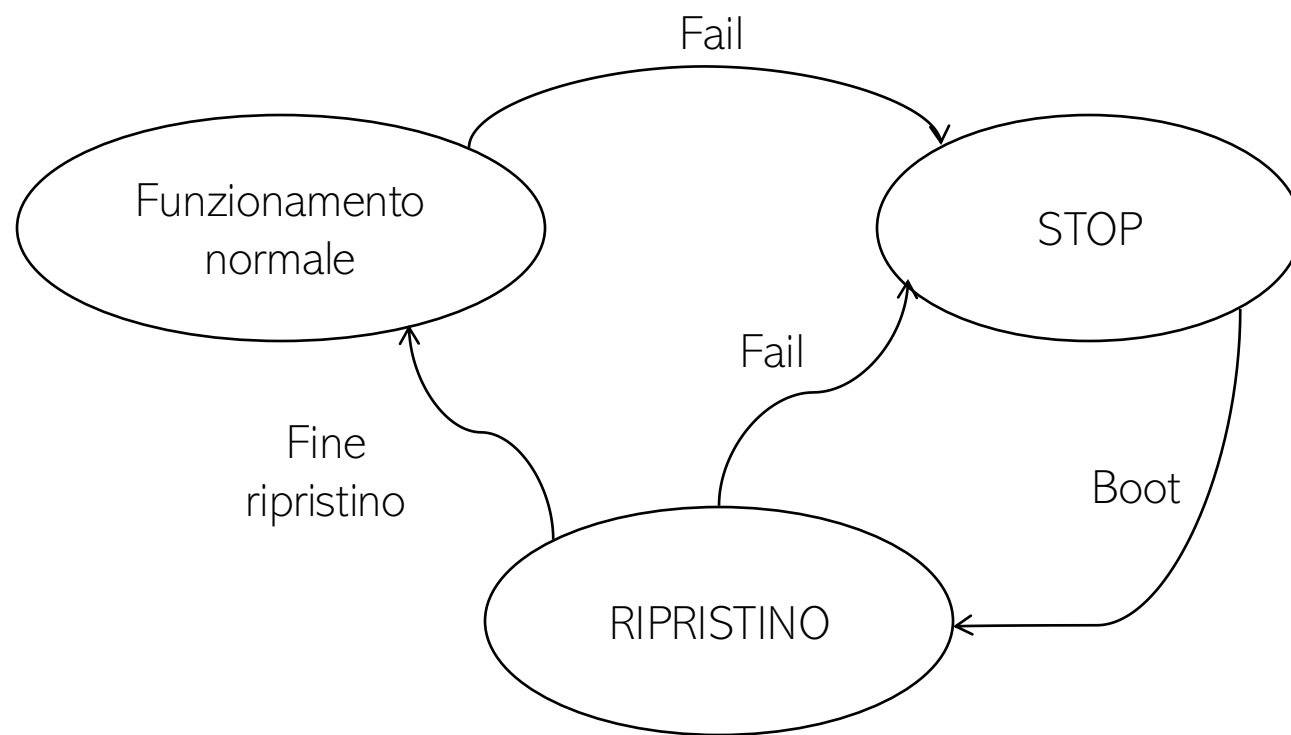 Fail
Funzionamento
normale
STOP
Fail
Fine
ripristino
Boot
RIPRISTINO